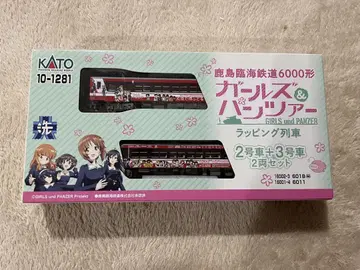 KATO
10-1281
鹿島臨海鉄道6000形
ガールズ&パンツァー
GIRLS und PANZER
ラッピング列車
2号車+3号車
2両セット
洗
©GIRLS und PANZER Projekt